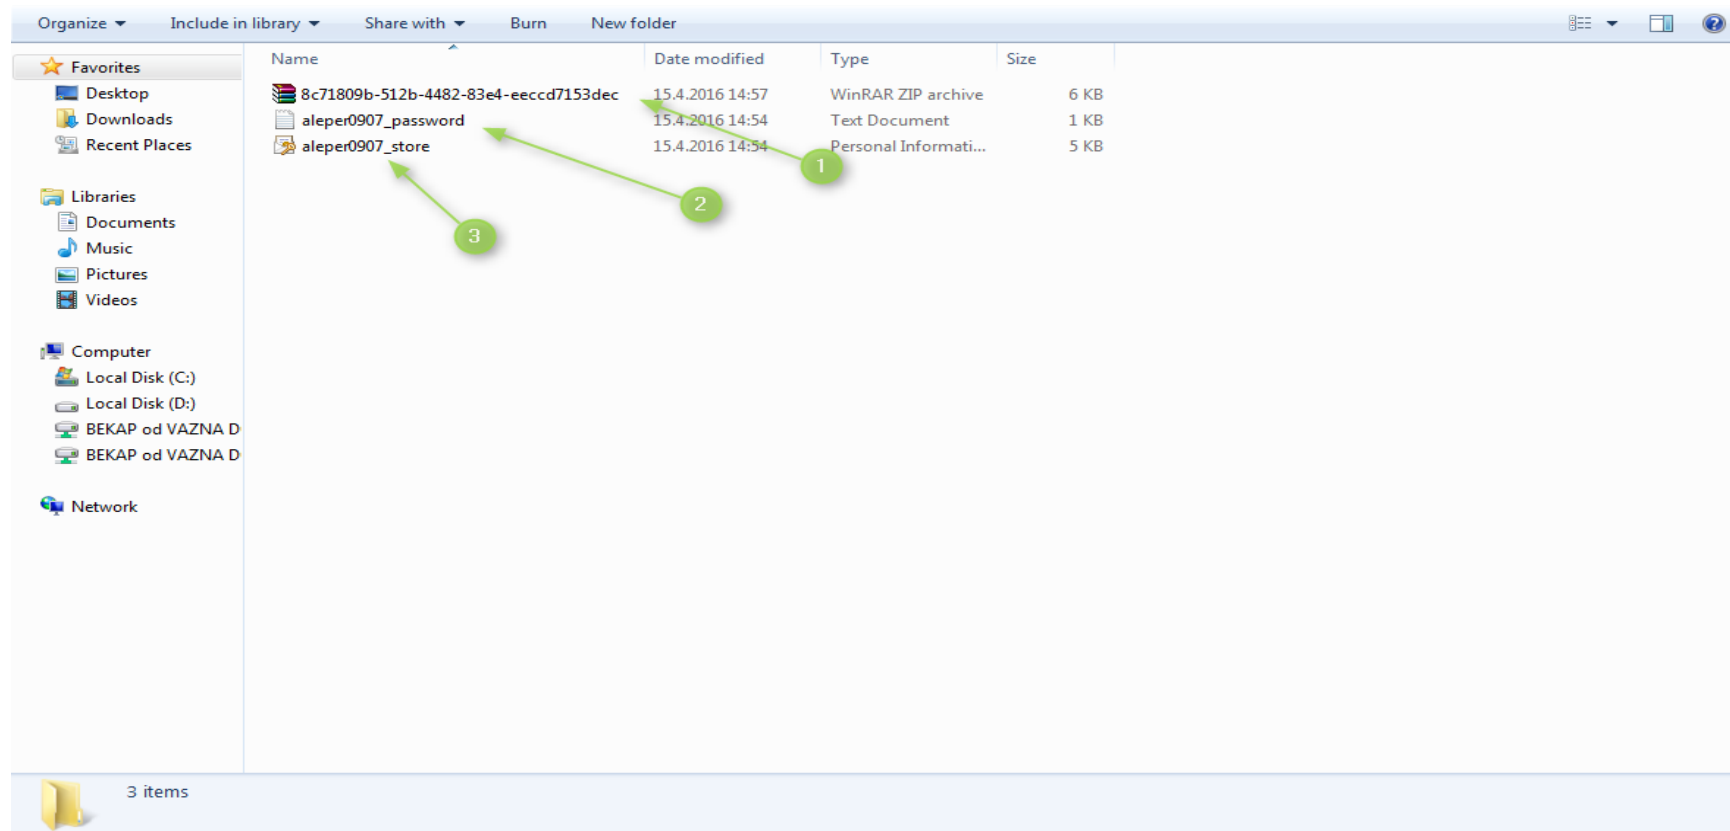 Organize Include in library Share with Burn New folder
Name Date modified Type Size
Favorites
Desktop
Downloads
Recent Places
Libraries
Documents
Music
Pictures
Videos
Computer
Local Disk (C:)
Local Disk (D:)
BEKAP od VAZNA D
BEKAP od VAZNA D
Network
8c71809b-512b-4482-83e4-eeccd7153dec 15.4.2016 14:57 WinRAR ZIP archive 6 KB
aleper0907_password 15.4.2016 14:54 Text Document 1 KB
aleper0907_store 15.4.2016 14:54 Personal Informati... 5 KB
1
2
3
3 items